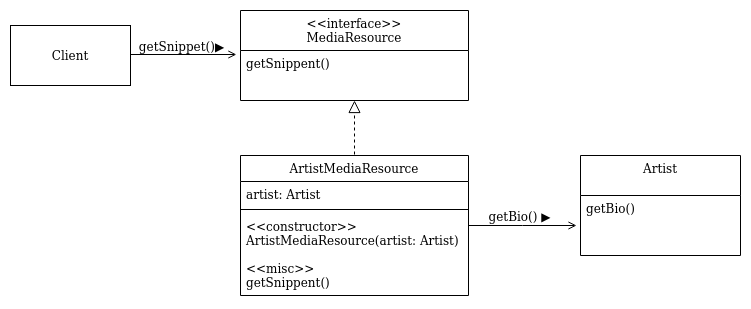 Client
getSnippet()▶
<<interface>>
MediaResource
getSnippent()
ArtistMediaResource
artist: Artist
<<constructor>>
ArtistMediaResource(artist: Artist)
<<misc>>
getSnippent()
getBio() ▶
Artist
getBio()